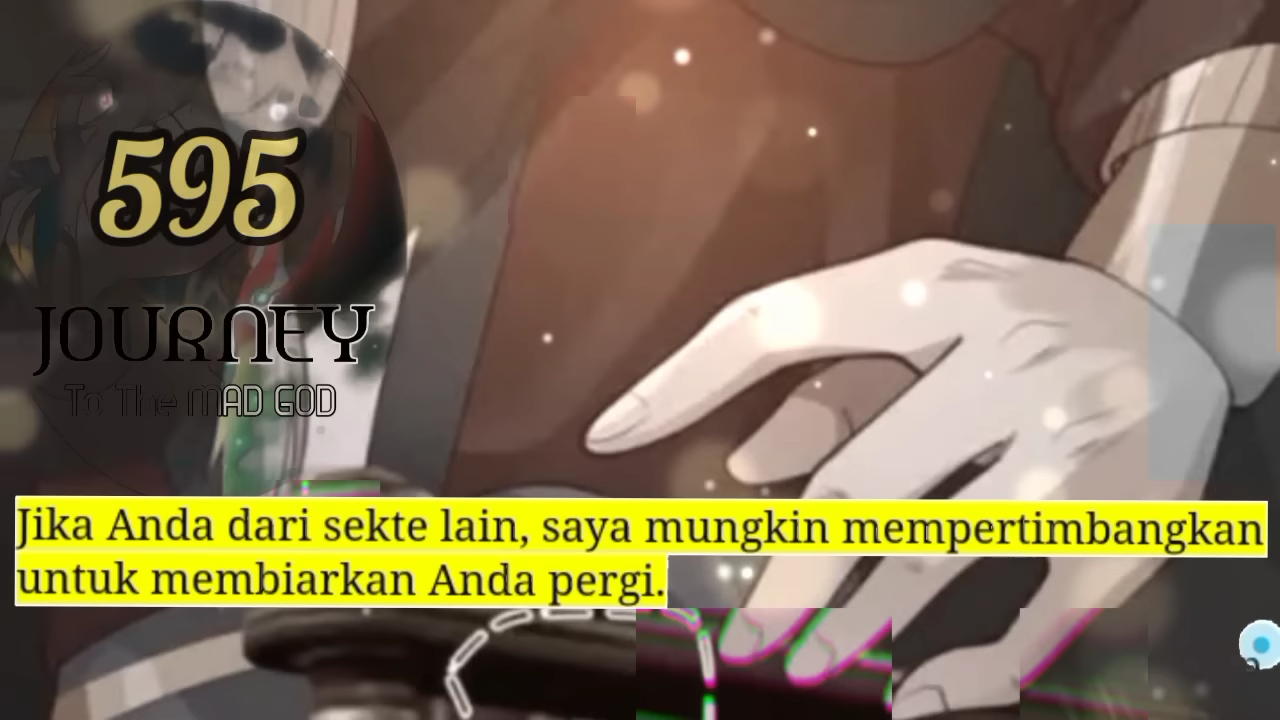 595
JOURNEY
To The MAD GOD
Jika Anda dari sekte lain, saya mungkin mempertimbangkan
untuk membiarkan Anda pergi.